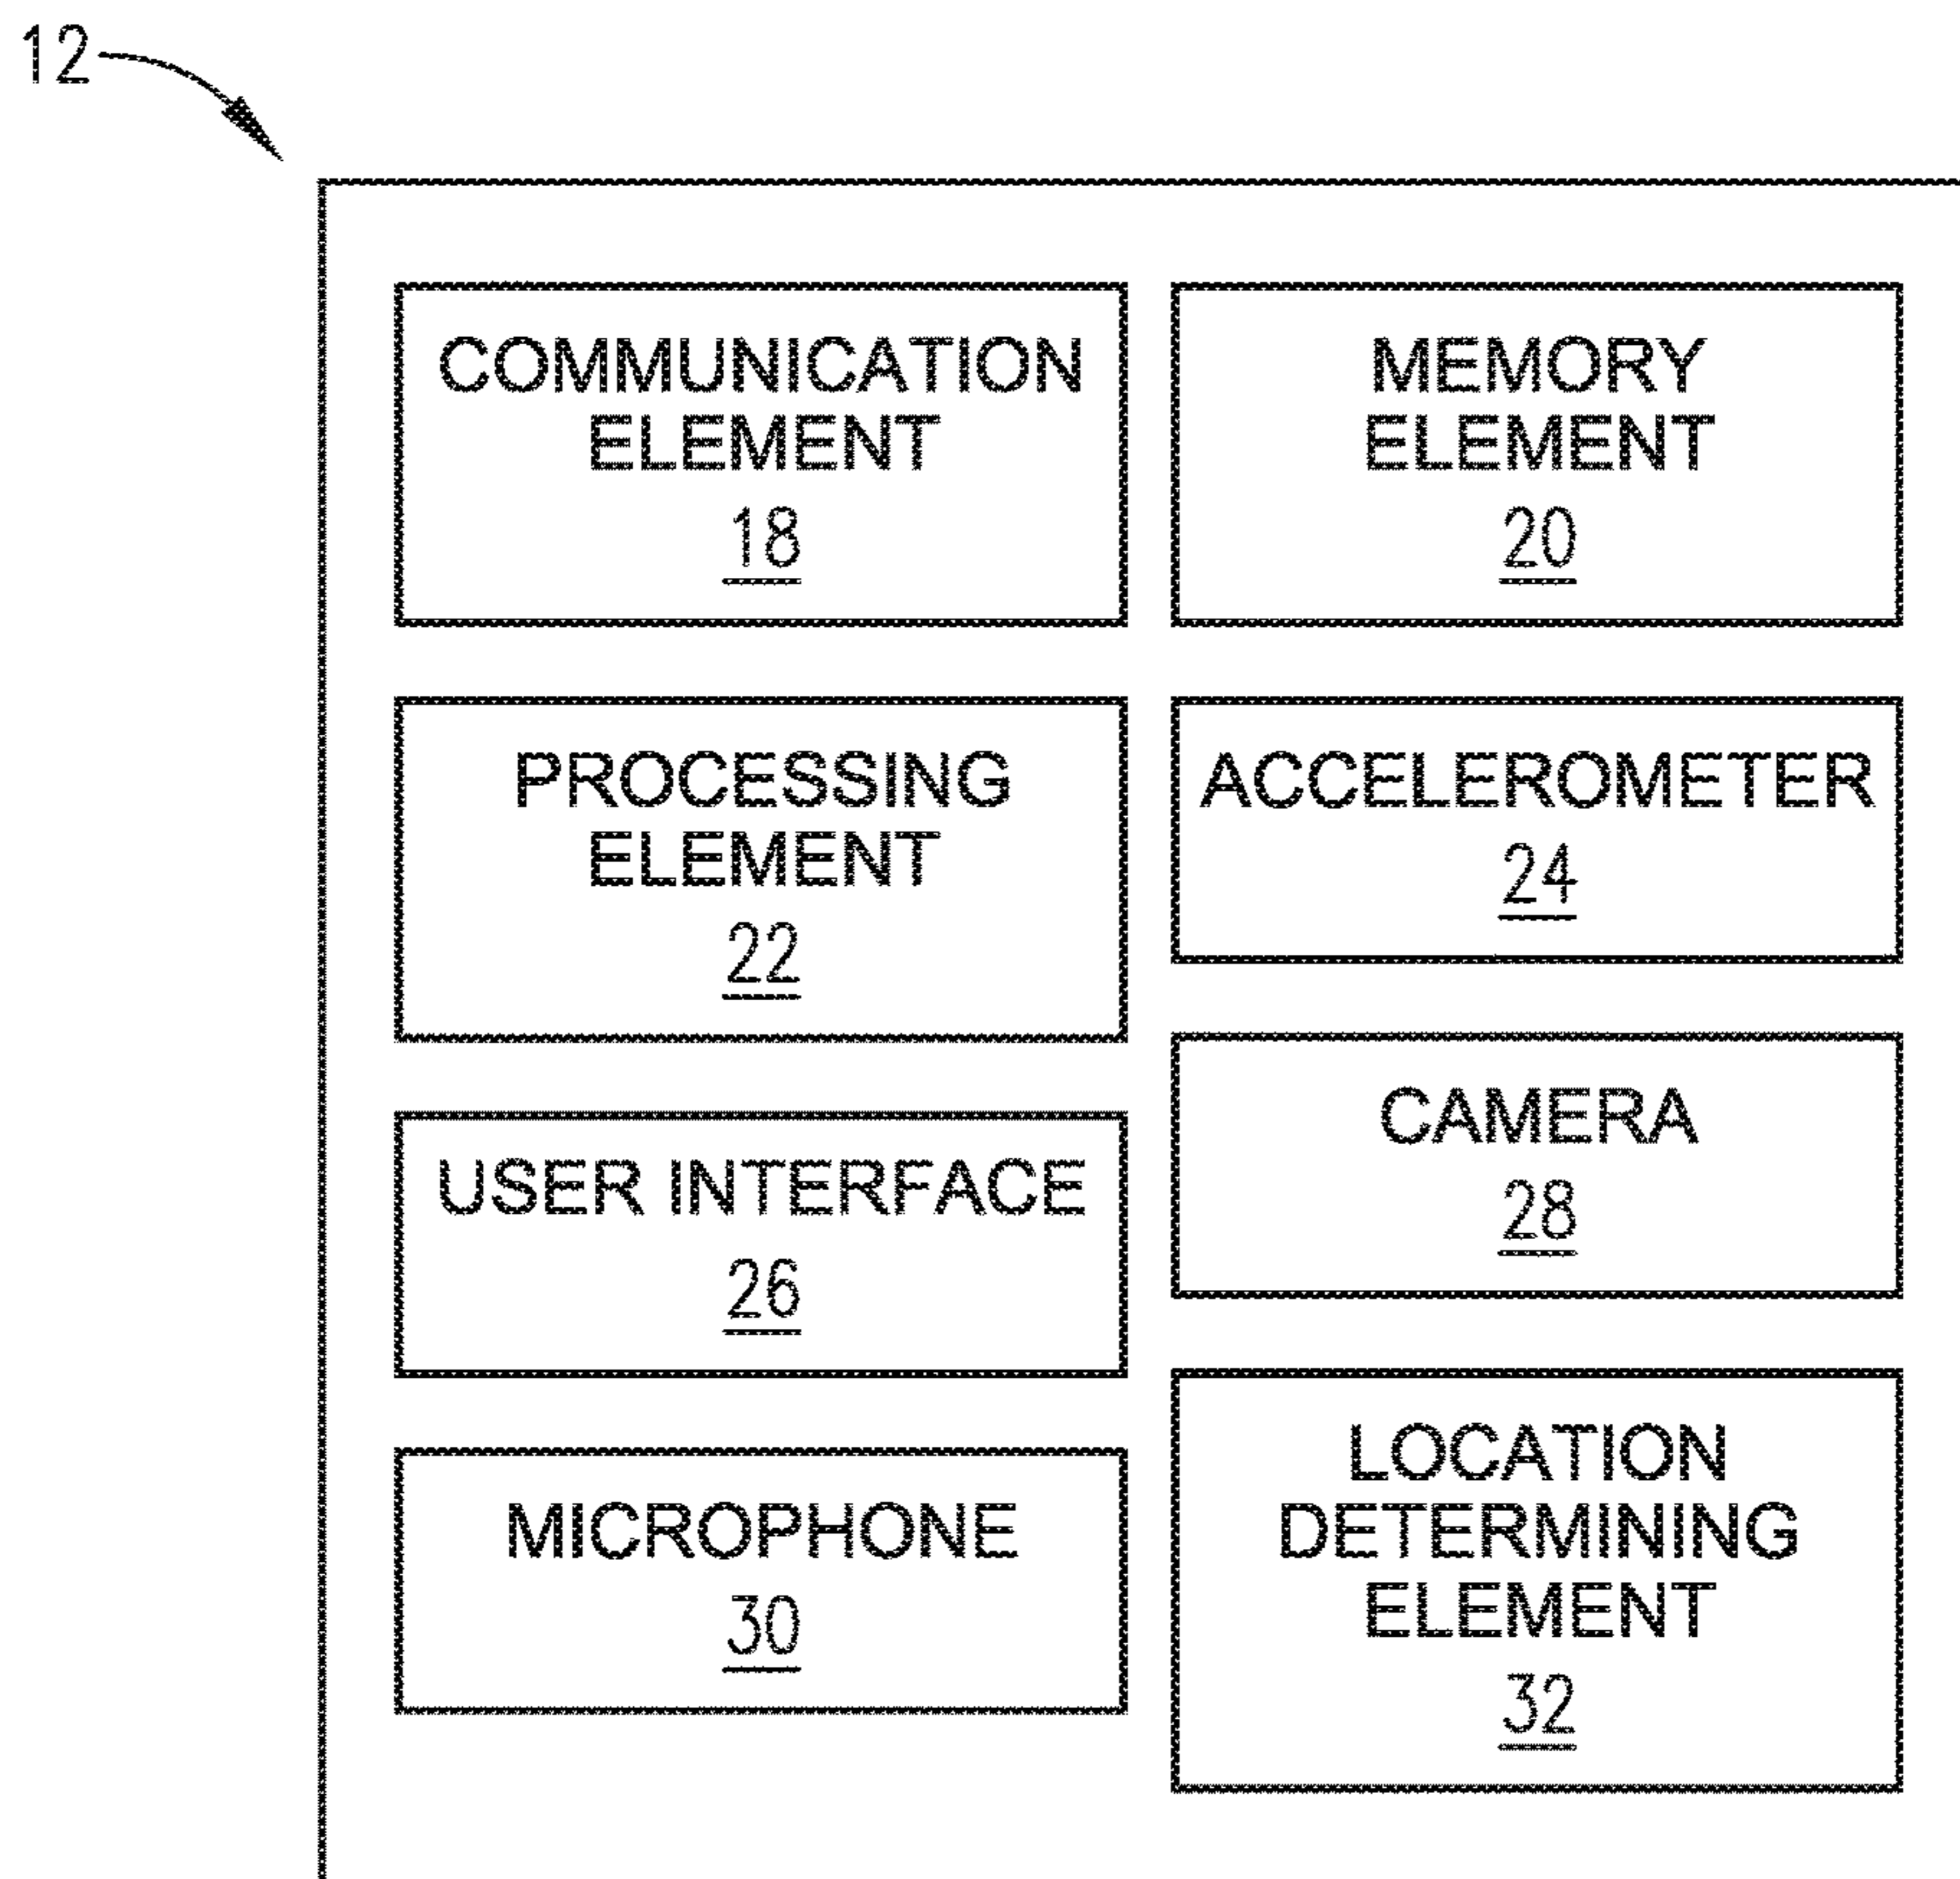 12
COMMUNICATION
ELEMENT
18
MEMORY
ELEMENT
20
PROCESSING
ELEMENT
22
ACCELEROMETER
24
USER INTERFACE
26
CAMERA
28
MICROPHONE
30
LOCATION
DETERMINING
ELEMENT
32